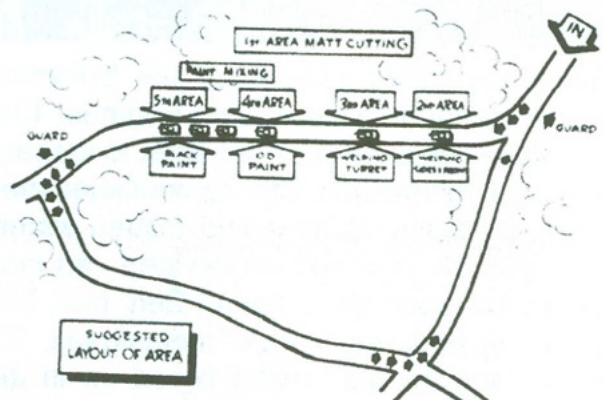 IN
1ST AREA MATT CUTTING
PAINT MIXING
5TH AREA
4TH AREA
3RD AREA
2ND AREA
GUARD
GUARD
BLACK
PAINT
O.D
PAINT
WELDING
TURRET
WELDING
SUGGESTED
LAYOUT OF AREA